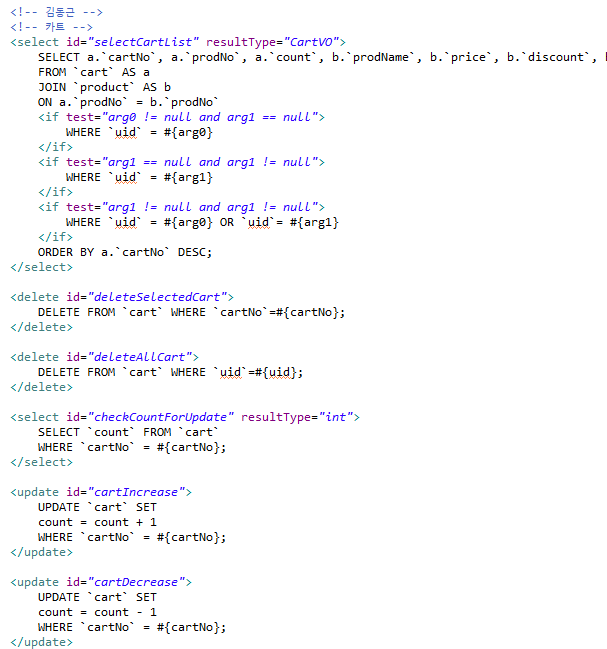 <!-- 김동근 -->
<!-- 카트 -->
<select id="selectCartList" resultType="CartVO">
SELECT a.`cartNo`, a.`prodNo`, a.`count`, b.`prodName`, b.`price`, b.`discount`,
FROM `cart` AS a
JOIN `product` AS b
ON a.`prodNo` = b.`prodNo`
<if test="arg0 != null and arg1 == null">
WHERE `uid` = #{arg0}
</if>
<if test="arg1 == null and arg1 != null">
WHERE `uid` = #{arg1}
</if>
<if test="arg1 != null and arg1 != null">
WHERE `uid` = #{arg0} OR `uid`= #{arg1}
</if>
ORDER BY a.`cartNo` DESC;
</select>
<delete id="deleteSelectedCart">
DELETE FROM `cart` WHERE `cartNo`=#{cartNo};
</delete>
<delete id="deleteAllCart">
DELETE FROM `cart` WHERE `uid`=#{uid};
</delete>
<select id="checkCountForUpdate" resultType="int">
SELECT `count` FROM `cart`
WHERE `cartNo` = #{cartNo};
</select>
<update id="cartIncrease">
UPDATE `cart` SET
count = count + 1
WHERE `cartNo` = #{cartNo};
</update>
<update id="cartDecrease">
UPDATE `cart` SET
count = count - 1
WHERE `cartNo` = #{cartNo};
</update>